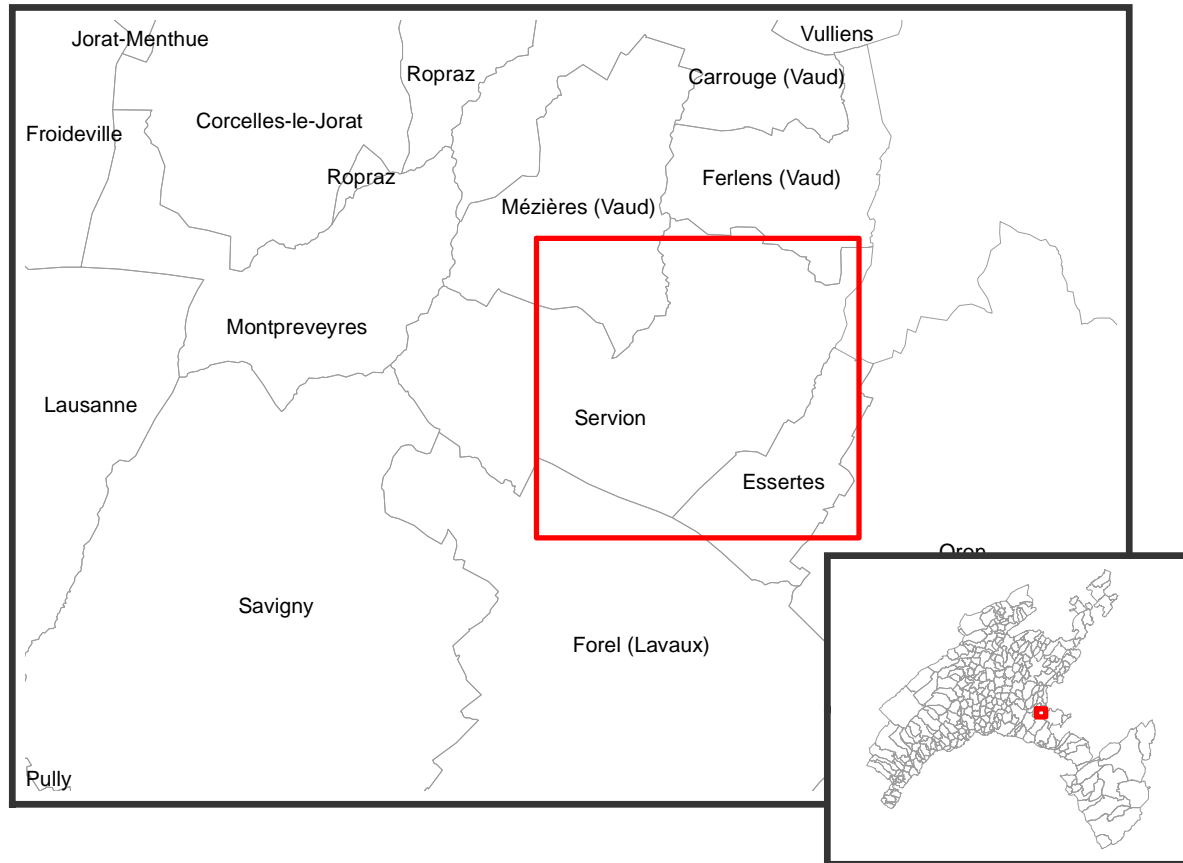 Jorat-Menthue
Vulliens
Ropraz
Carrouge (Vaud)
Corcelles-le-Jorat
Froideville
Ropraz
Ferlens (Vaud)
Mézières (Vaud)
Montpreveyres
Lausanne
Servion
Essertes
Oron
Savigny
Forel (Lavaux)
Pully